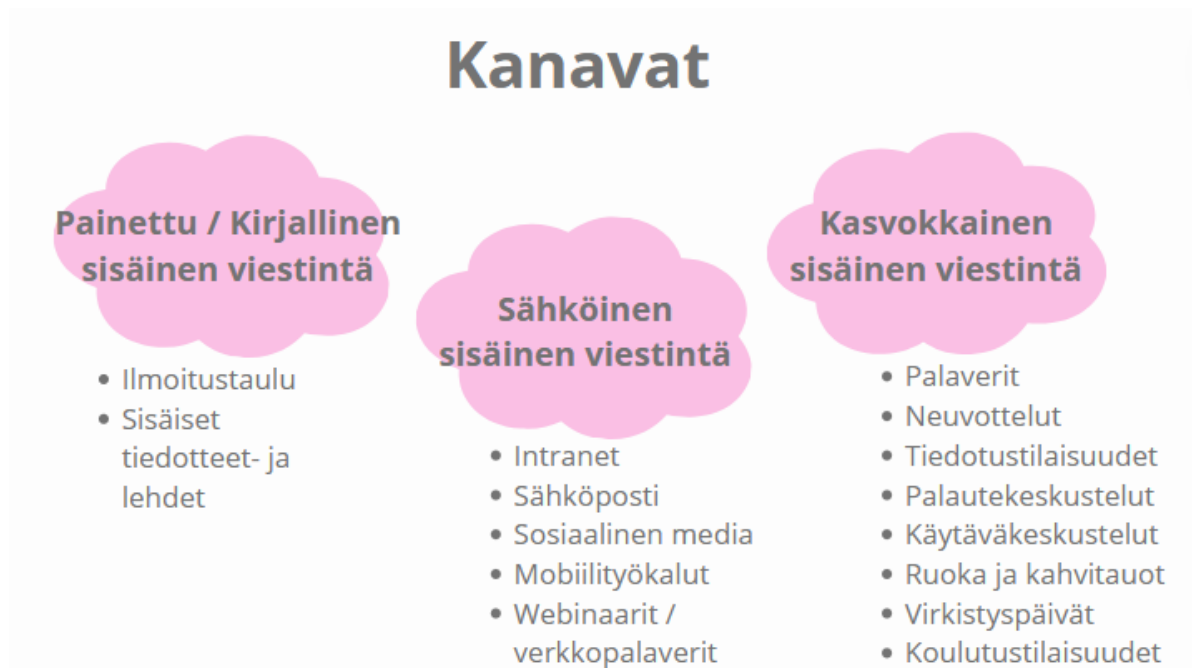 Kanavat
Painettu / Kirjallinen
sisäinen viestintä
• Ilmoitustaulu
• Sisäiset
tiedotteet- ja
lehdet
Sähköinen
sisäinen viestintä
• Intranet
• Sähköposti
• Sosiaalinen media
• Mobiilityökalut
• Webinaarit /
verkkopalaverit
Kasvokkainen
sisäinen viestintä
• Palaverit
• Neuvottelut
• Tiedotustilaisuudet
• Palautekeskustelut
• Käytäväkeskustelut
• Ruoka ja kahvitauot
• Virkistyspäivät
• Koulutustilaisuudet